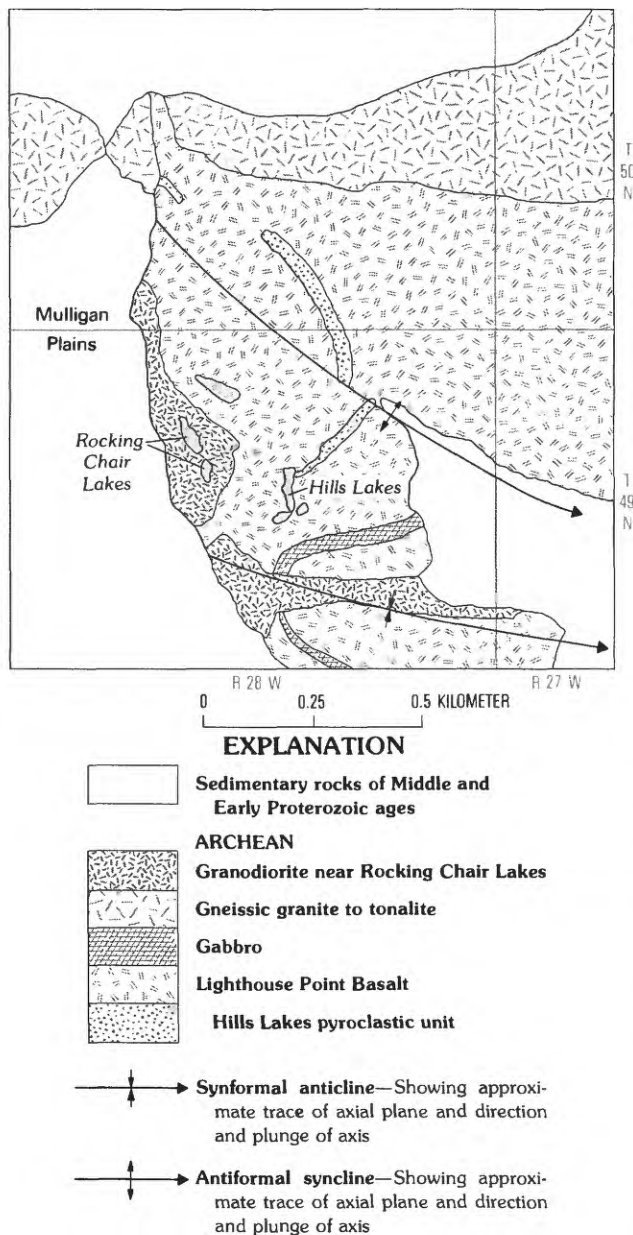 T
50
N
Mulligan
Plains
Rocking
Chair
Lakes
Hills Lakes
T
49
N
R 28 W
R 27 W
0 0.25 0.5 KILOMETER
EXPLANATION
Sedimentary rocks of Middle and
Early Proterozoic ages
ARCHEAN
Granodiorite near Rocking Chair Lakes
Gneissic granite to tonalite
Gabbro
Lighthouse Point Basalt
Hills Lakes pyroclastic unit
Synformal anticline—Showing approxi-
mate trace of axial plane and direction
and plunge of axis
Antiformal syncline—Showing approxi-
mate trace of axial plane and direction
and plunge of axis